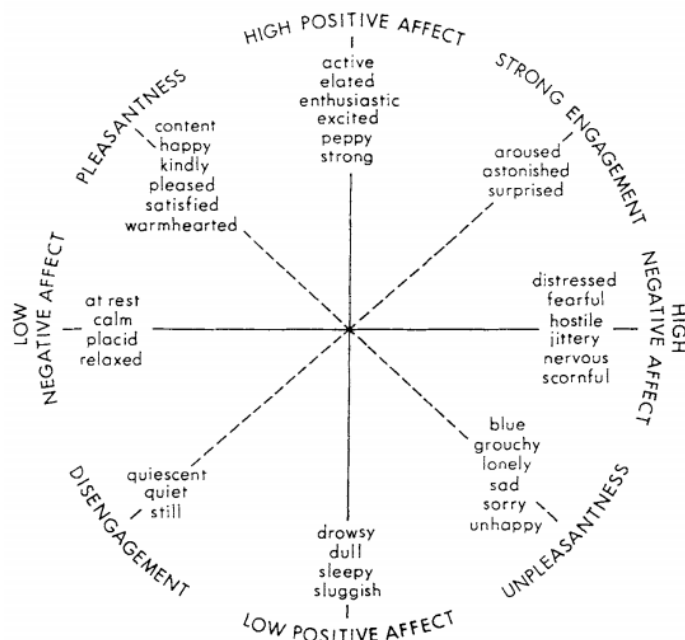 HIGH POSITIVE AFFECT
active
elated
enthusiastic
excited
peppy
strong
STRONG ENGAGEMENT
aroused
astonished
surprised
PLEASANTNESS
content
happy
kindly
pleased
satisfied
warmhearted
LOW
NEGATIVE AFFECT
at rest
calm
placid
relaxed
HIGH
NEGATIVE AFFECT
distressed
fearful
hostile
jittery
nervous
scornful
DISENGAGEMENT
quiescent
quiet
still
UNPLEASANTNESS
blue
grouchy
lonely
sad
sorry
unhappy
drowsy
dull
sleepy
sluggish
LOW POSITIVE AFFECT